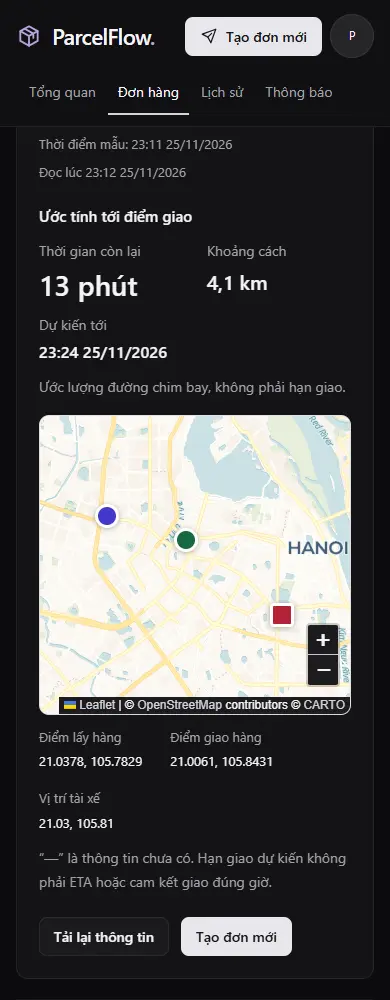 ParcelFlow.
Tạo đơn mới
P
Tổng quan
Đơn hàng
Lịch sử
Thông báo
Thời điểm mẫu: 23:11 25/11/2026
Đọc lúc 23:12 25/11/2026
Ước tính tới điểm giao
Thời gian còn lại
Khoảng cách
13 phút
4,1 km
Dự kiến tới
23:24 25/11/2026
Ước lượng đường chim bay, không phải hạn giao.
Red River
HANOI
+
−
Leaflet | © OpenStreetMap contributors © CARTO
Điểm lấy hàng
Điểm giao hàng
21.0378, 105.7829
21.0061, 105.8431
Vị trí tài xế
21.03, 105.81
“—” là thông tin chưa có. Hạn giao dự kiến không
phải ETA hoặc cam kết giao đúng giờ.
Tải lại thông tin
Tạo đơn mới